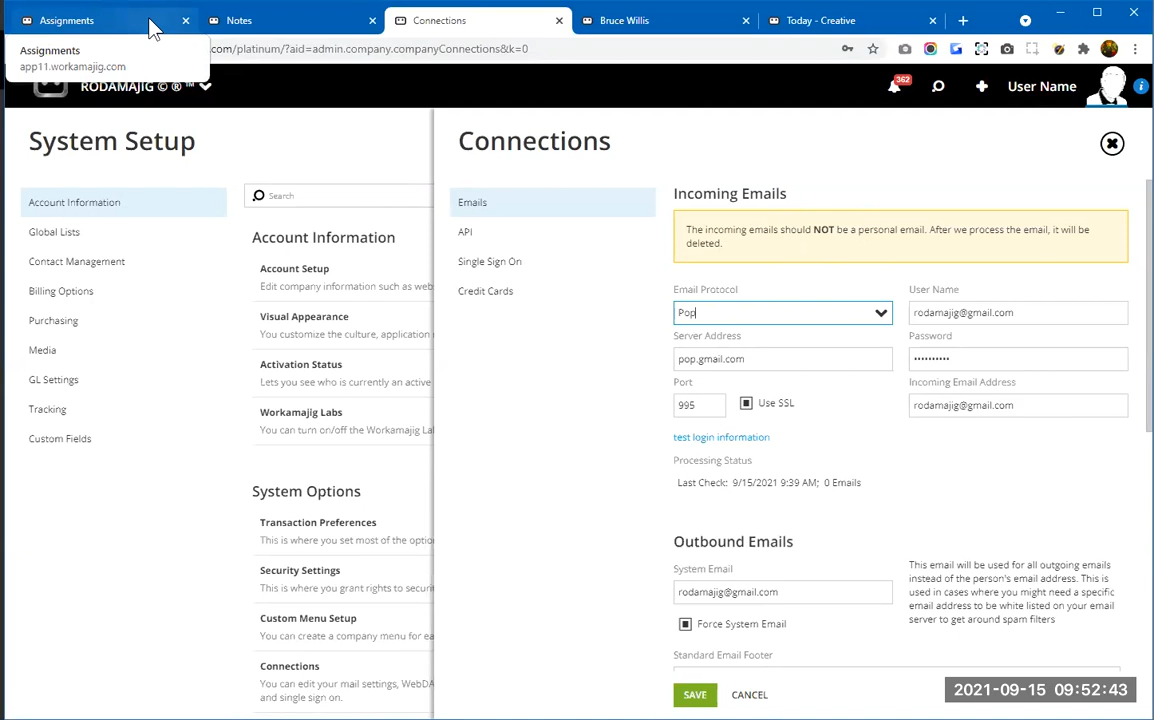 Assignments
Notes
Connections
Bruce Willis
Today - Creative
Assignments
app11.workamajig.com
com/platinum/?aid=admin.company.companyConnections&k=0
RODAMAJIG © ® ™
362
User Name
System Setup
Account Information
Global Lists
Contact Management
Billing Options
Purchasing
Media
GL Settings
Tracking
Custom Fields
Search
Account Information
Account Setup
Edit company information such as web
Visual Appearance
You customize the culture, application
Activation Status
Lets you see who is currently an active
Workamajig Labs
You can turn on/off the Workamajig Lab
System Options
Transaction Preferences
This is where you set most of the option
Security Settings
This is where you grant rights to securit
Custom Menu Setup
You can create a company menu for ea
Connections
You can edit your mail settings, WebDA
and single sign on.
Connections
Emails
API
Single Sign On
Credit Cards
Incoming Emails
The incoming emails should NOT be a personal email. After we process the email, it will be
deleted.
Email Protocol
Pop
User Name
rodamajig@gmail.com
Server Address
pop.gmail.com
Password
••••••••••
Port
995
Use SSL
Incoming Email Address
rodamajig@gmail.com
test login information
Processing Status
Last Check: 9/15/2021 9:39 AM; 0 Emails
Outbound Emails
System Email
rodamajig@gmail.com
Force System Email
This email will be used for all outgoing emails
instead of the person's email address. This is
used in cases where you might need a specific
email address to be white listed on your email
server to get around spam filters
Standard Email Footer
SAVE
CANCEL
2021-09-15 09:52:43